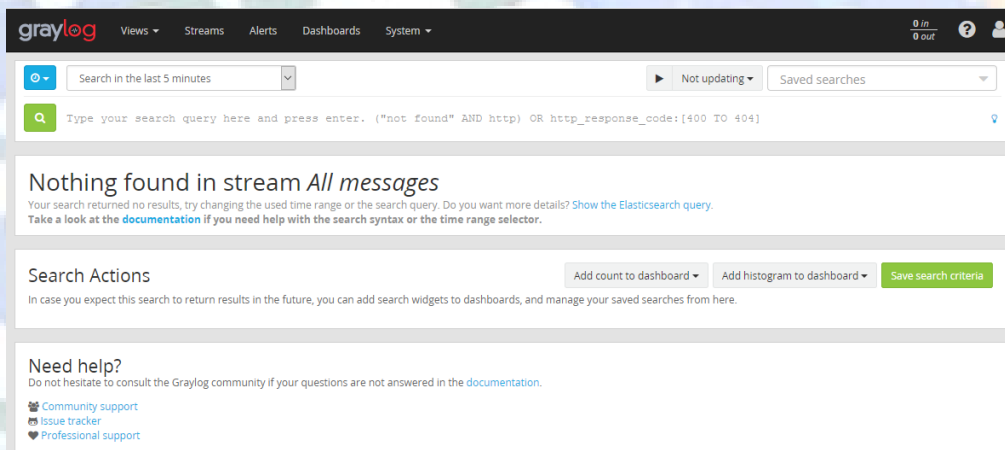 graylog Views Streams Alerts Dashboards System 0 in
0 out
Search in the last 5 minutes Not updating Saved searches
Type your search query here and press enter. ("not found" AND http) OR http_response_code:[400 TO 404]
Nothing found in stream All messages
Your search returned no results, try changing the used time range or the search query. Do you want more details? Show the Elasticsearch query.
Take a look at the documentation if you need help with the search syntax or the time range selector.
Search Actions Add count to dashboard Add histogram to dashboard Save search criteria
In case you expect this search to return results in the future, you can add search widgets to dashboards, and manage your saved searches from here.
Need help?
Do not hesitate to consult the Graylog community if your questions are not answered in the documentation.
Community support
Issue tracker
Professional support